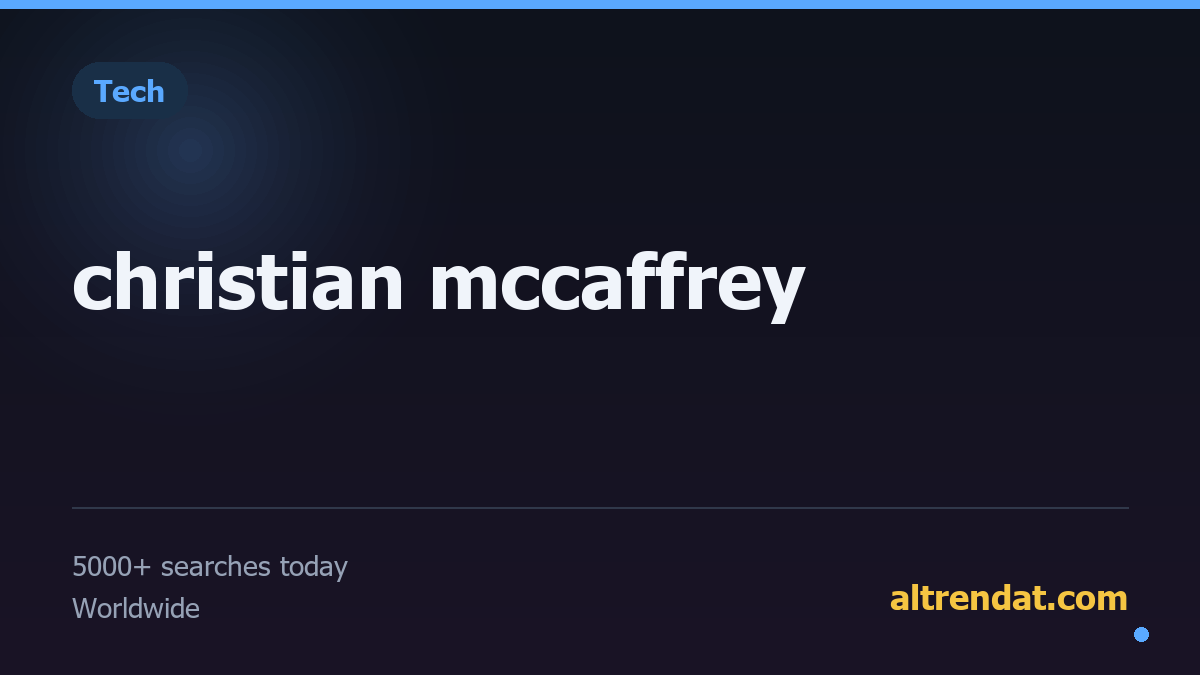 Tech
christian mccaffrey
5000+ searches today
Worldwide
altrendat.com